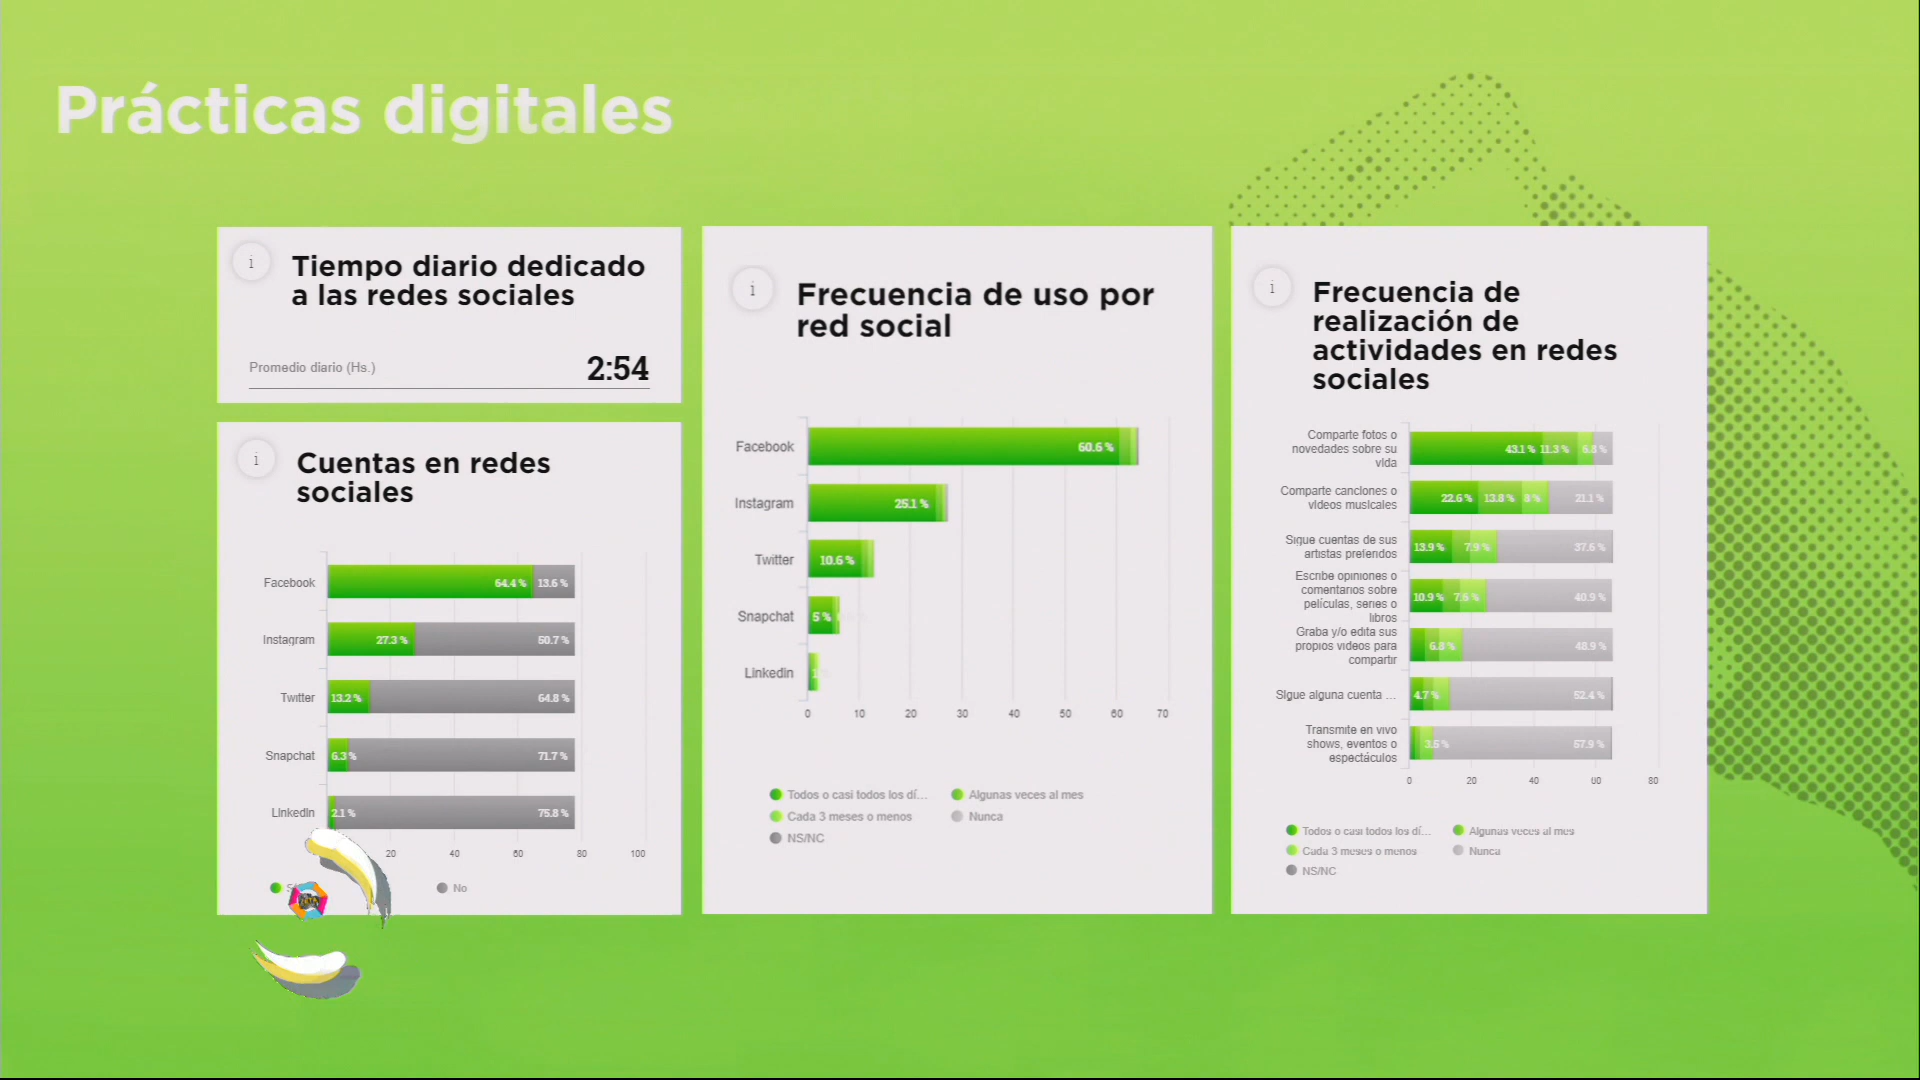 Prácticas digitales
i
Tiempo diario dedicado
a las redes sociales
Promedio diario (Hs.)
2:54
i
Cuentas en redes
sociales
Facebook
64.4 %
13.6 %
Instagram
27.3 %
50.7 %
Twitter
13.2 %
64.8 %
Snapchat
6.3 %
71.7 %
Linkedin
2.1 %
75.8 %
20
40
60
80
100
No
i
Frecuencia de uso por
red social
Facebook
60.6 %
Instagram
25.1 %
Twitter
10.6 %
Snapchat
5 %
Linkedin
0
10
20
30
40
50
60
70
Todos o casi todos los dí...
Algunas veces al mes
Cada 3 meses o menos
Nunca
NS/NC
i
Frecuencia de
realización de
actividades en redes
sociales
Comparte fotos o
novedades sobre su
vida
43.1 %
11.3 %
6.8 %
Comparte canciones o
videos musicales
22.6 %
13.8 %
8 %
21.1 %
Sigue cuentas de sus
artistas preferidos
13.9 %
7.9 %
37.6 %
Escribe opiniones o
comentarios sobre
películas, series o
libros
10.9 %
7.6 %
40.9 %
Graba y/o edita sus
propios videos para
compartir
6.8 %
48.9 %
Sigue alguna cuenta ...
4.7 %
52.4 %
Transmite en vivo
shows, eventos o
espectáculos
3.5 %
57.9 %
0
20
40
60
80
Todos o casi todos los dí...
Algunas veces al mes
Cada 3 meses o menos
Nunca
NS/NC